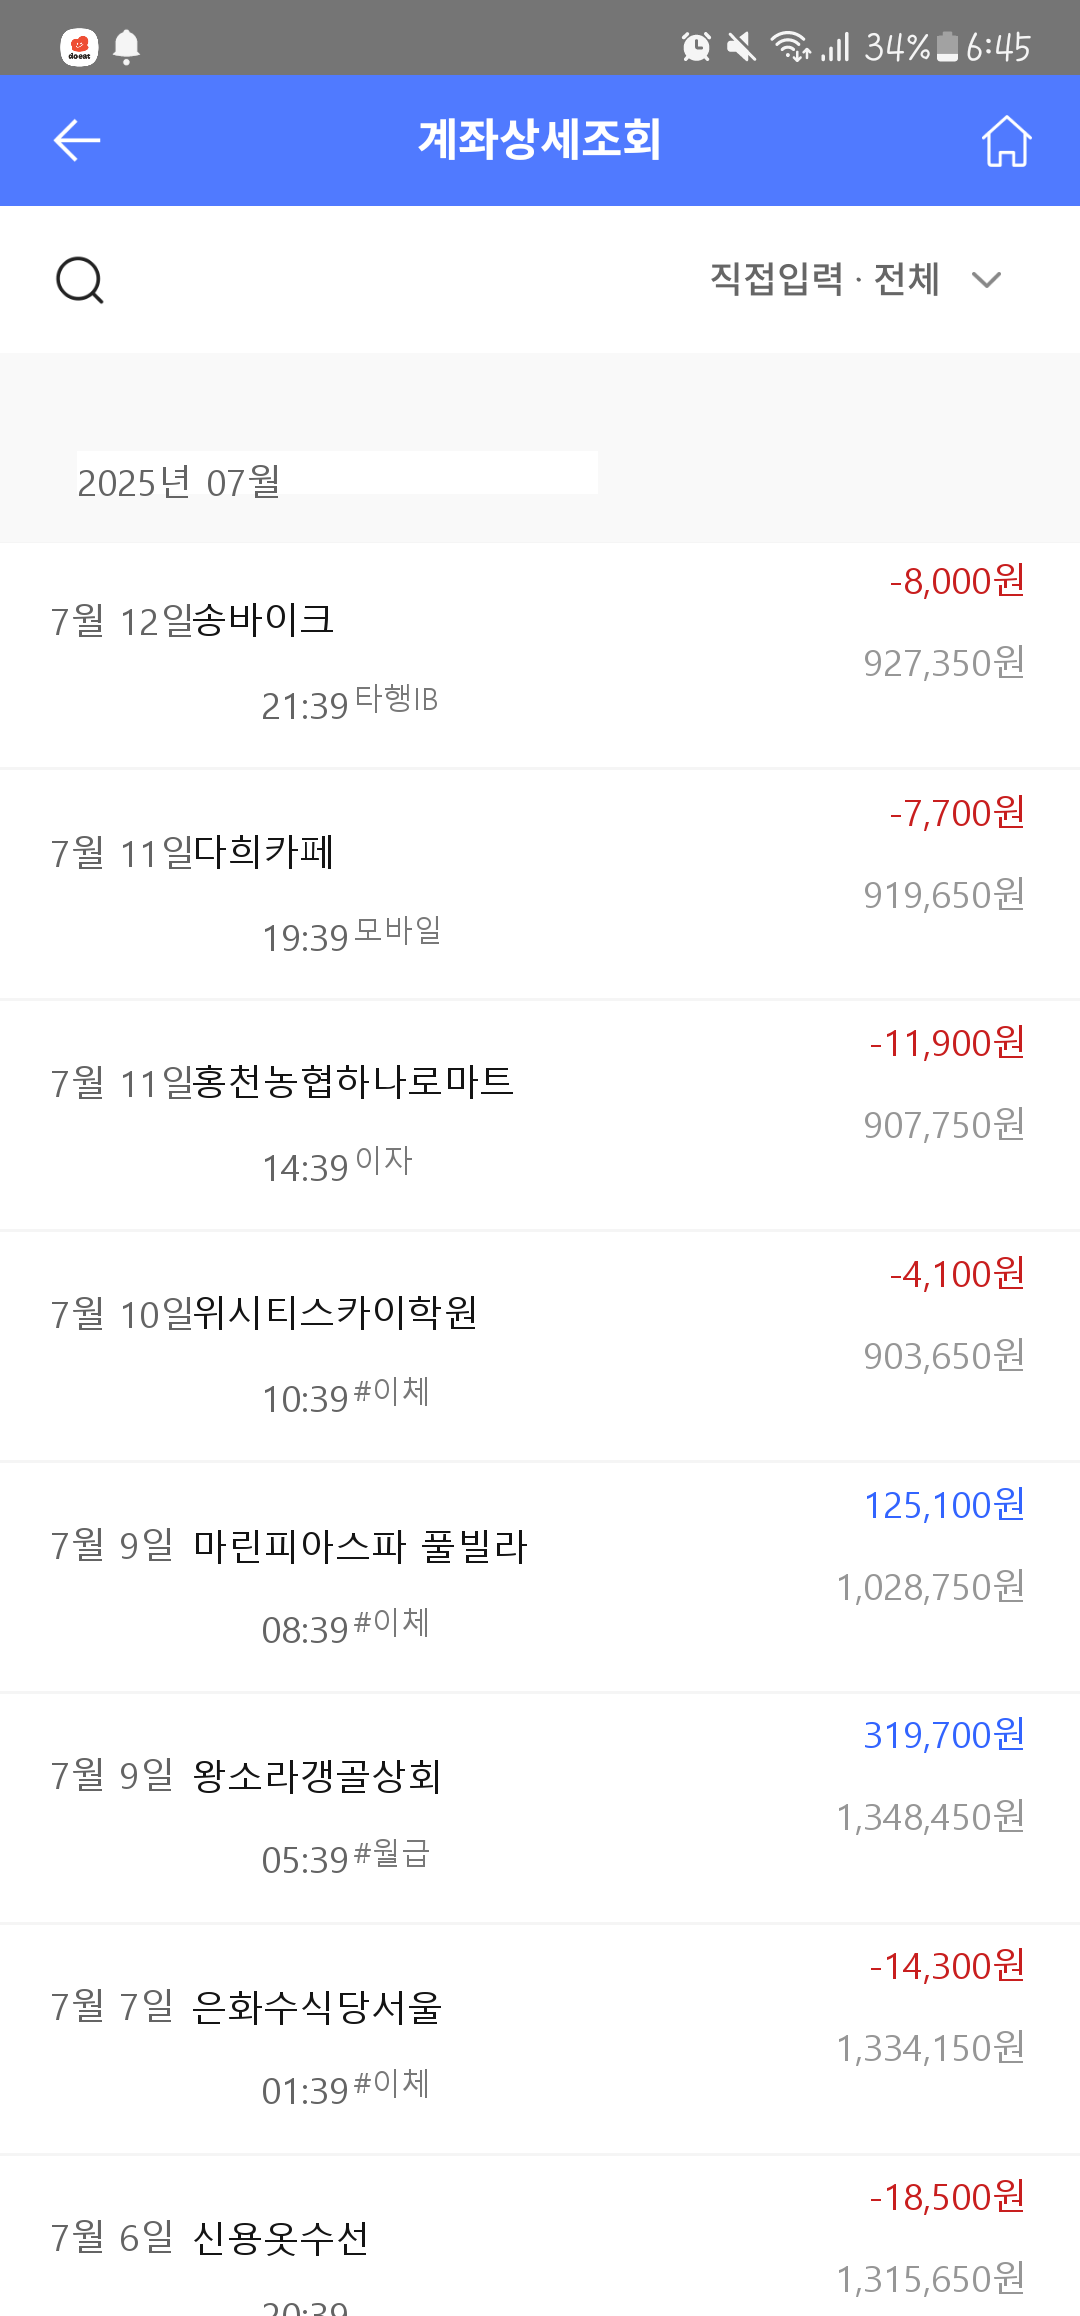 doeat
34% 6:45
계좌상세조회
직접입력 · 전체
2025년 07월
-8,000원
7월 12일송바이크
927,350원
21:39 타행IB
-7,700원
7월 11일다희카페
919,650원
19:39 모바일
-11,900원
7월 11일홍천농협하나로마트
907,750원
14:39 이자
-4,100원
7월 10일위시티스카이학원
903,650원
10:39 #이체
125,100원
7월 9일 마린피아스파 풀빌라
1,028,750원
08:39 #이체
319,700원
7월 9일 왕소라갱골상회
1,348,450원
05:39 #월급
-14,300원
7월 7일 은화수식당서울
1,334,150원
01:39 #이체
-18,500원
7월 6일 신용옷수선
1,315,650원
20:39